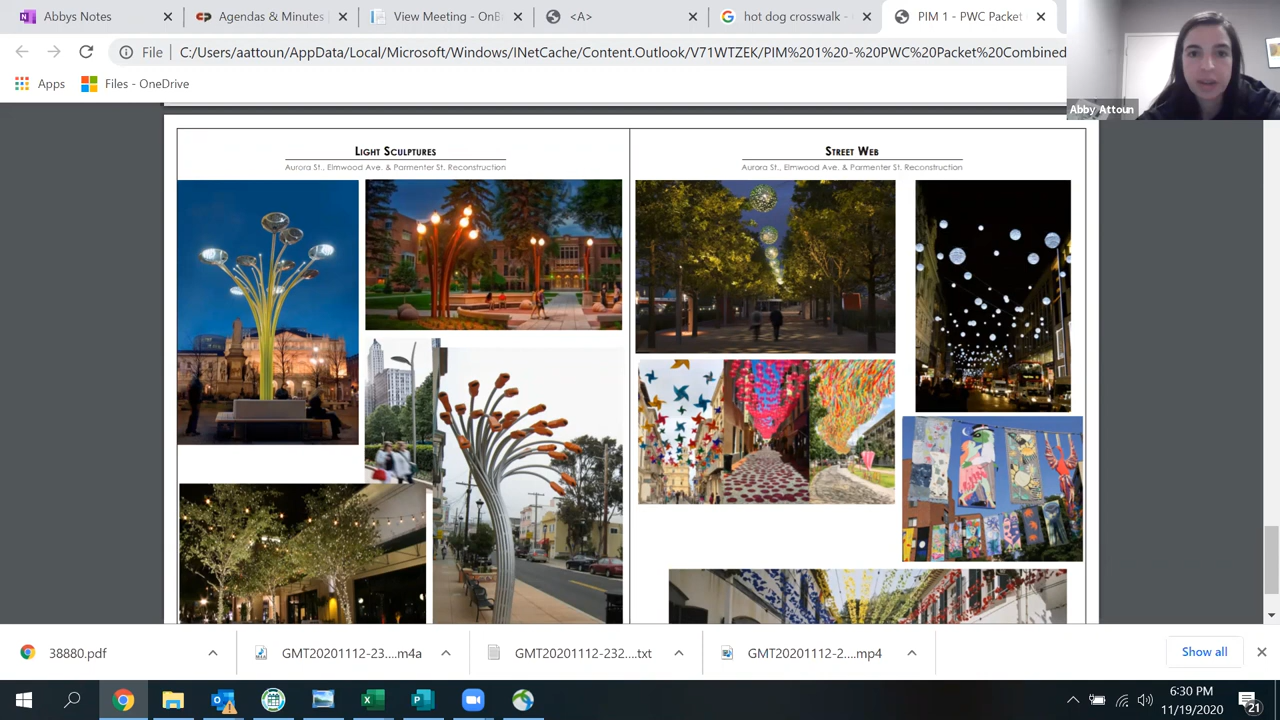 Abbys Notes
Agendas & Minutes
View Meeting - OnB
<A>
hot dog crosswalk -
PIM 1 - PWC Packet
File
C:/Users/aattoun/AppData/Local/Microsoft/Windows/INetCache/Content.Outlook/V71WTZEK/PIM%201%20-%20PWC%20Packet%20Combined
Apps
Files - OneDrive
Abby Attoun
Light Sculptures
Aurora St., Elmwood Ave. & Parmenter St. Reconstruction
Street Web
Aurora St., Elmwood Ave. & Parmenter St. Reconstruction
38880.pdf
GMT20201112-23....m4a
GMT20201112-232....txt
GMT20201112-2....mp4
Show all
6:30 PM
11/19/2020
21